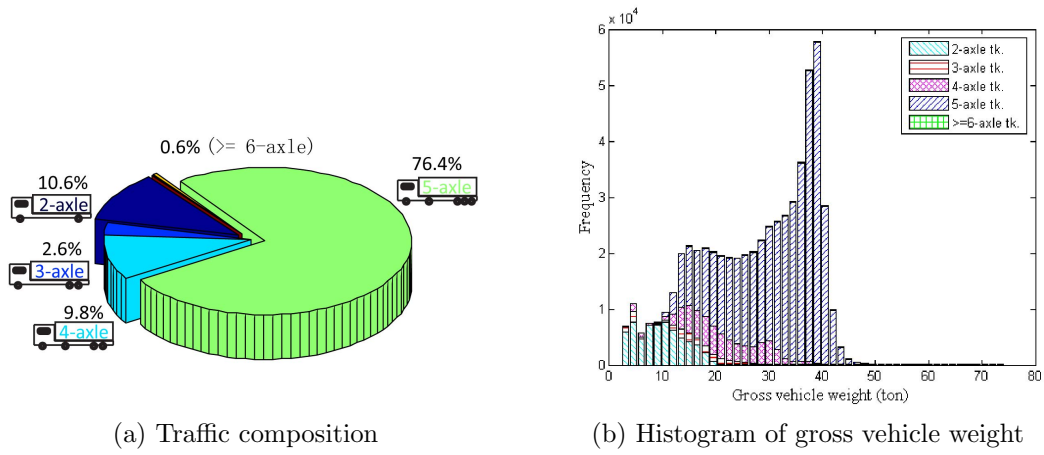 0.6% (>= 6-axle)
76.4%
5-axle
10.6%
2-axle
2.6%
3-axle
9.8%
4-axle
(a) Traffic composition
x 10^4
6
5
4
3
2
1
0
Frequency
2-axle tk.
3-axle tk.
4-axle tk.
5-axle tk.
>=6-axle tk.
0 10 20 30 40 50 60 70 80
Gross vehicle weight (ton)
(b) Histogram of gross vehicle weight